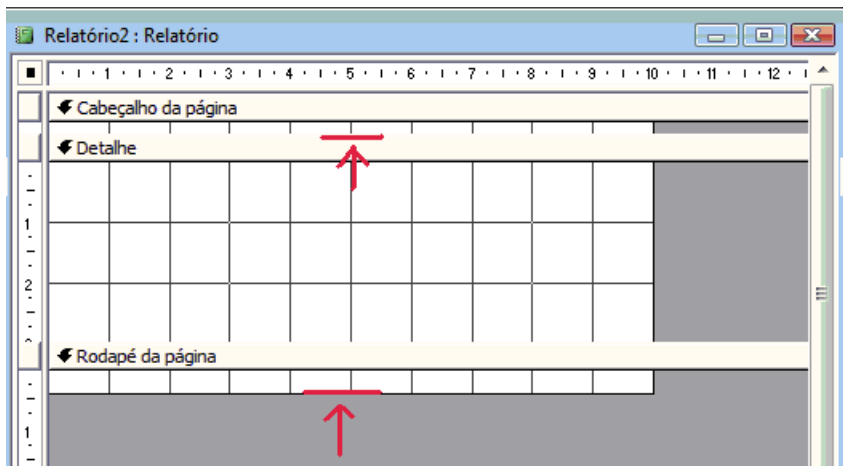 Relatório2 : Relatório
1 2 3 4 5 6 7 8 9 10 11 12
Cabeçalho da página
Detalhe
1
2
Rodapé da página
1